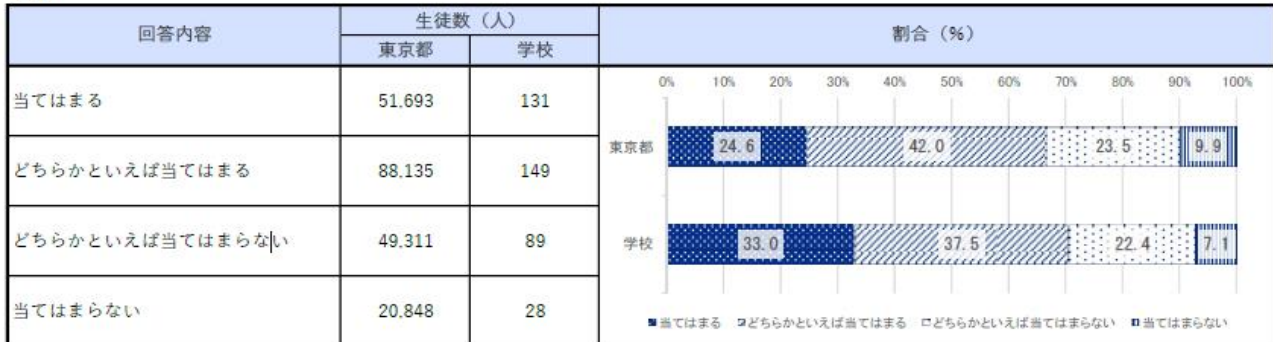 回答内容
生徒数（人）
割合（%）
東京都 学校
当てはまる 51.693 131
どちらかといえば当てはまる 88.135 149
どちらかといえば当てはまらない 49.311 89
当てはまらない 20.848 28
0% 10% 20% 30% 40% 50% 60% 70% 80% 90% 100%
東京都 24.6 42.0 23.5 9.9
学校 33.0 37.5 22.4 7.1
当てはまる どちらかといえば当てはまる どちらかといえば当てはまらない 当てはまらない